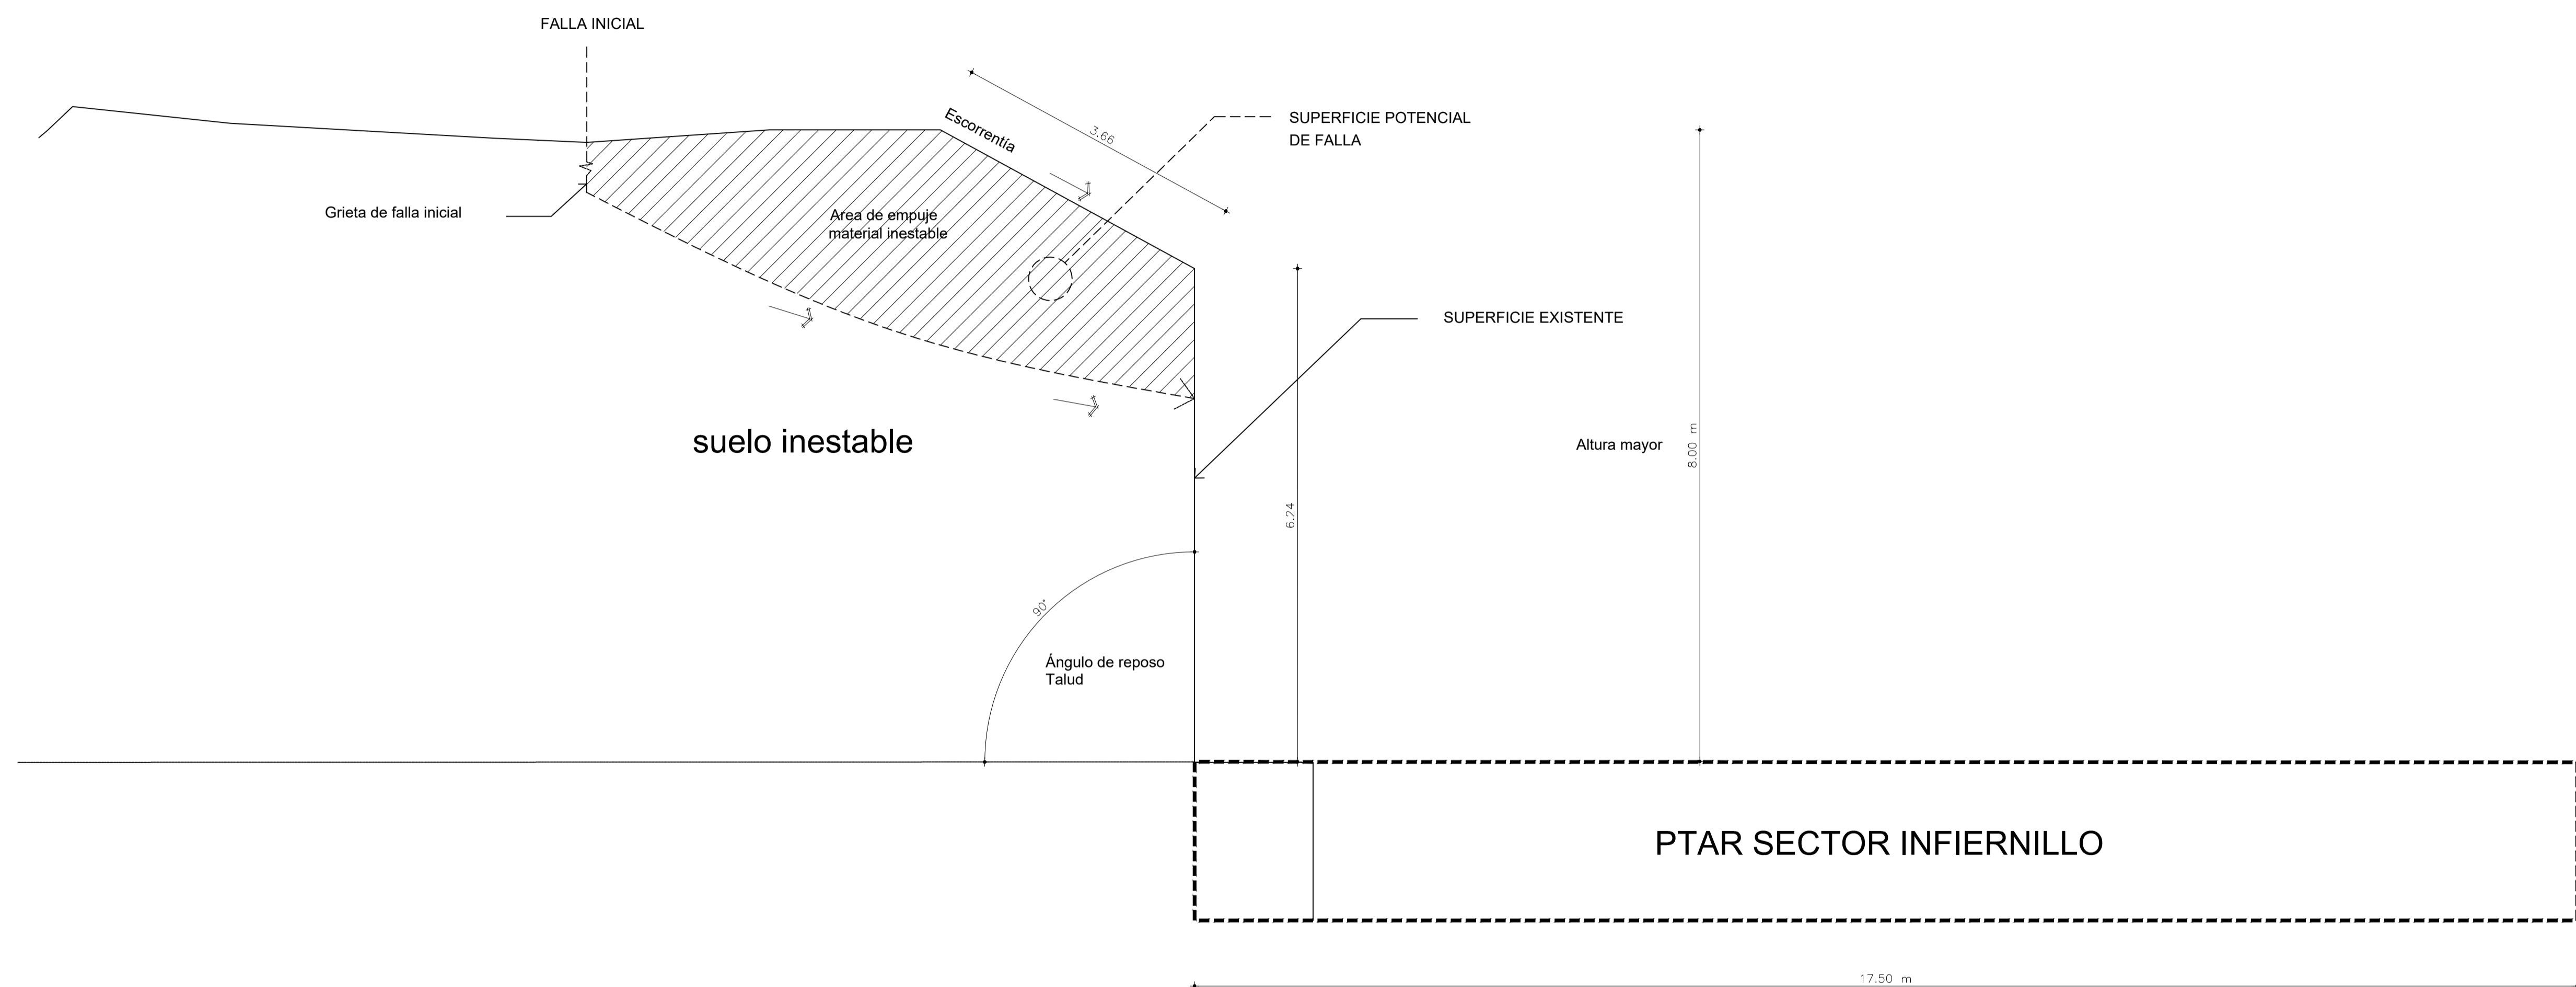 FALLA INICIAL
Escorrentía
3.66
SUPERFICIE POTENCIAL
DE FALLA
Grieta de falla inicial
Area de empuje
material inestable
SUPERFICIE EXISTENTE
suelo inestable
Altura mayor
8.00 m
6.24
90°
Ángulo de reposo
Talud
PTAR SECTOR INFIERNILLO
17.50 m